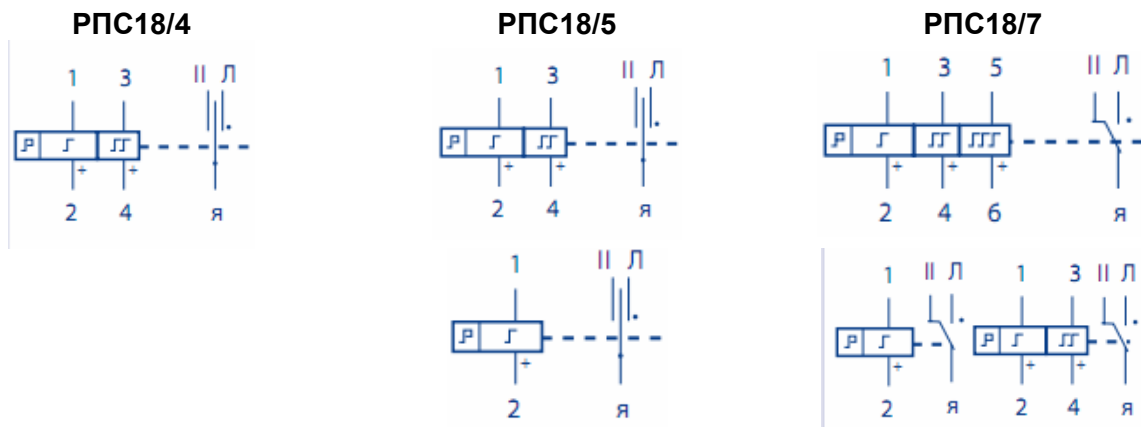 РПС18/4 РПС18/5 РПС18/7
1 3 II Л 1 3 II Л 1 3 5 II Л
Р + + Р + + Р + +
2 4 я 2 4 я 2 4 6 я
1 II Л 1 II Л 1 3 II Л
Р + Р + Р + +
2 я 2 я 2 4 я